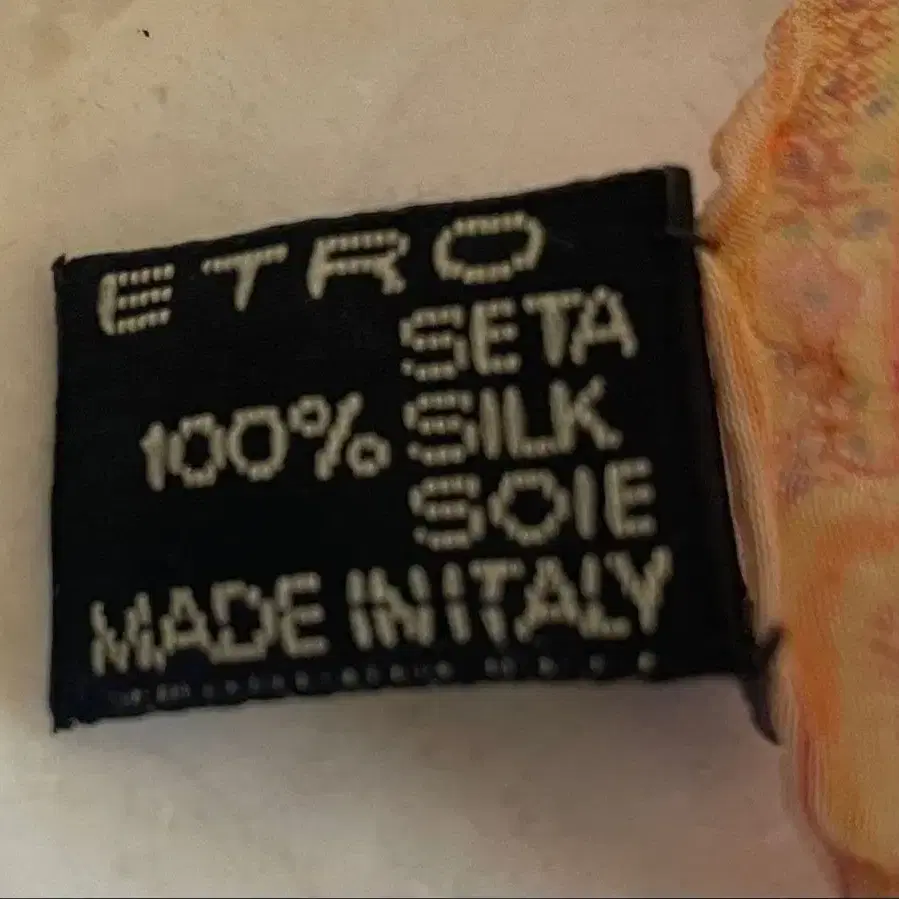 ETRO
SETA
100% SILK
SOIE
MADE IN ITALY